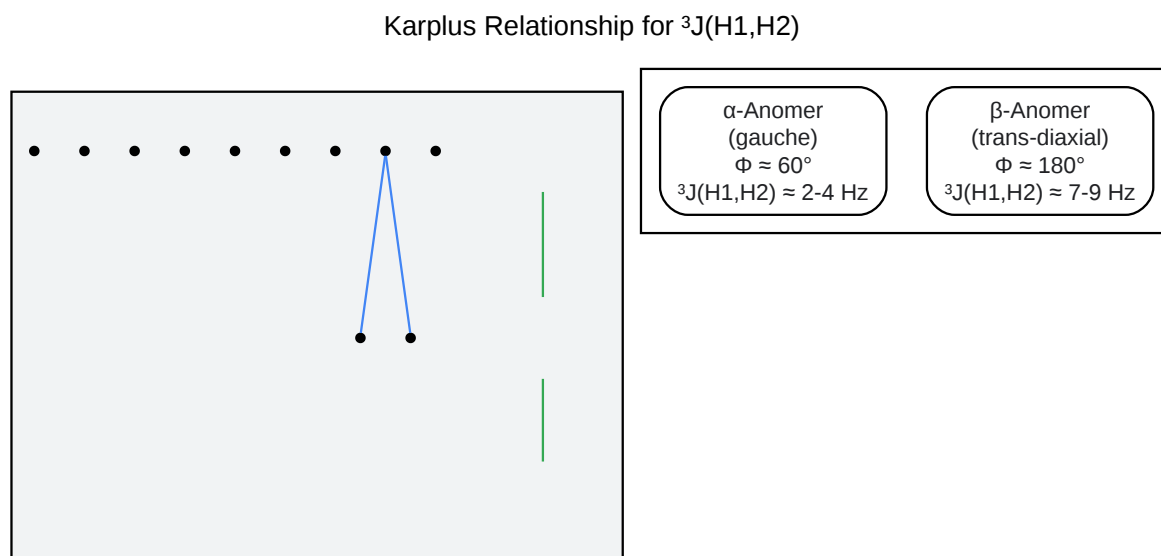 Karplus Relationship for ³J(H1,H2)
α-Anomer
(gauche)
Φ ≈ 60°
³J(H1,H2) ≈ 2-4 Hz
β-Anomer
(trans-diaxial)
Φ ≈ 180°
³J(H1,H2) ≈ 7-9 Hz